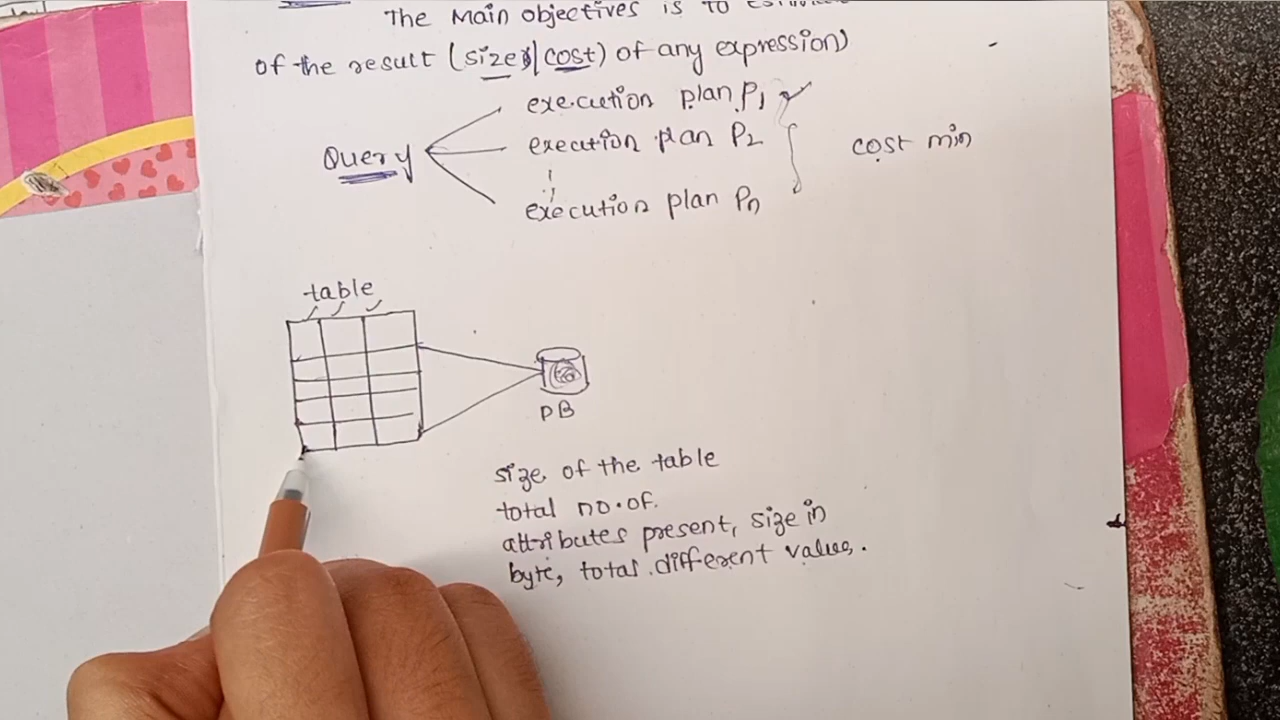 The Main objectives is to
of the result (sizes|cost) of any expression)
execution plan P1
Query execution plan P2 cost min
execution plan Pn
table
DB
size of the table
total no.of.
attributes present, size in
byte, total different value.